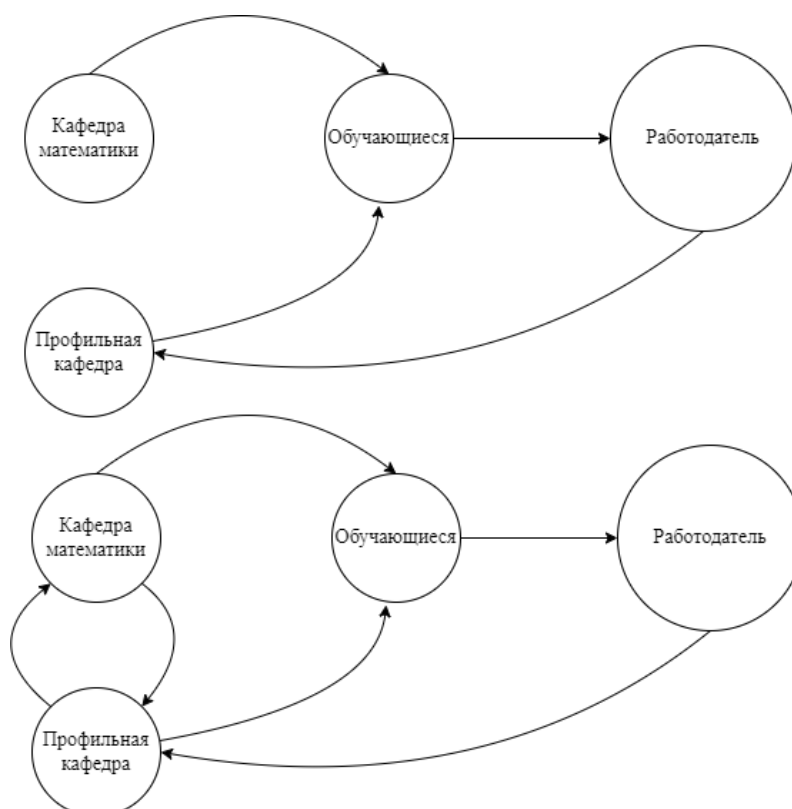 Кафедра
математики
Обучающиеся
Работодатель
Профильная
кафедра
Кафедра
математики
Обучающиеся
Работодатель
Профильная
кафедра